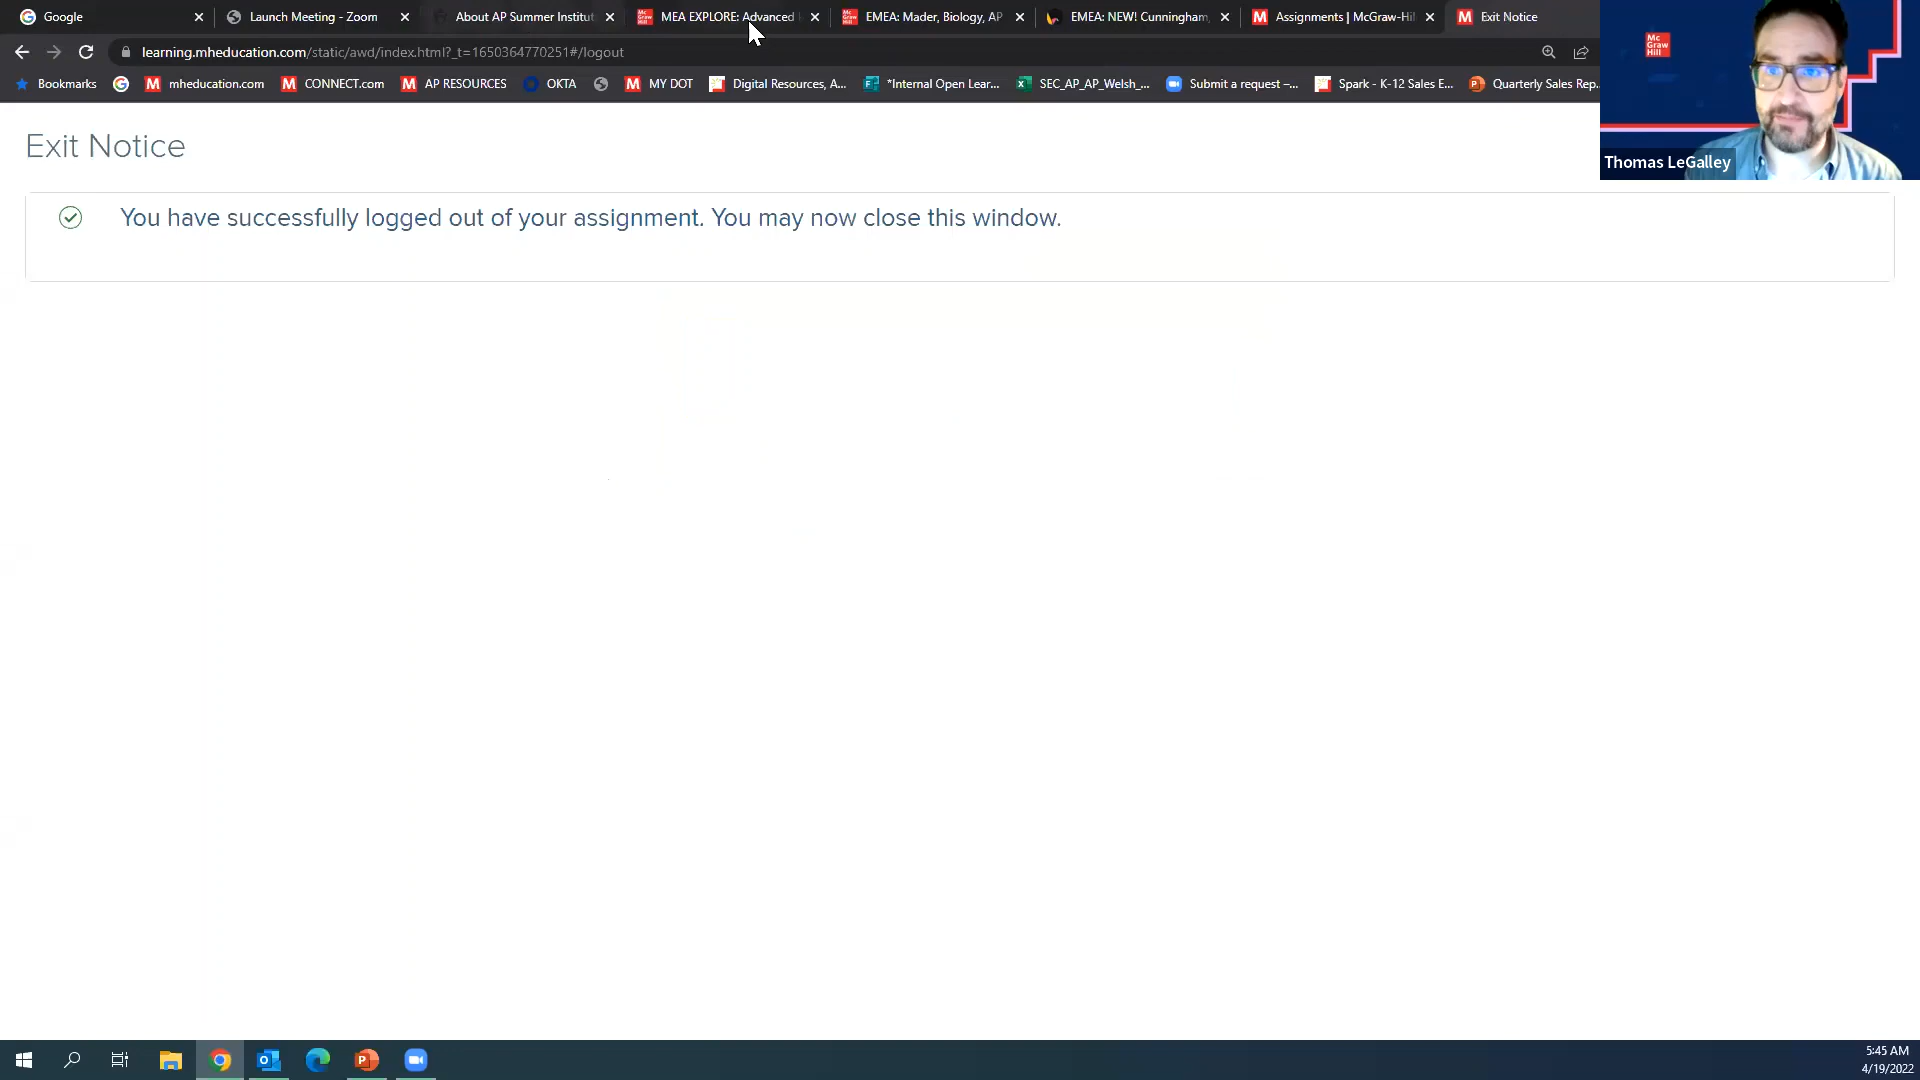 Google
Launch Meeting - Zoom
About AP Summer Institut
MEA EXPLORE: Advanced
EMEA: Mader, Biology, AP
EMEA: NEW! Cunningham,
Assignments | McGraw-Hil
Exit Notice
learning.mheducation.com/static/awd/index.html?_t=1650364770251#/logout
Bookmarks
mheducation.com
CONNECT.com
AP RESOURCES
OKTA
MY DOT
Digital Resources, A...
*Internal Open Lear...
SEC_AP_AP_Welsh_...
Submit a request –...
Spark - K-12 Sales E...
Quarterly Sales Rep...
Mc
Graw
Hill
Thomas LeGalley
Exit Notice
You have successfully logged out of your assignment. You may now close this window.
5:45 AM
4/19/2022